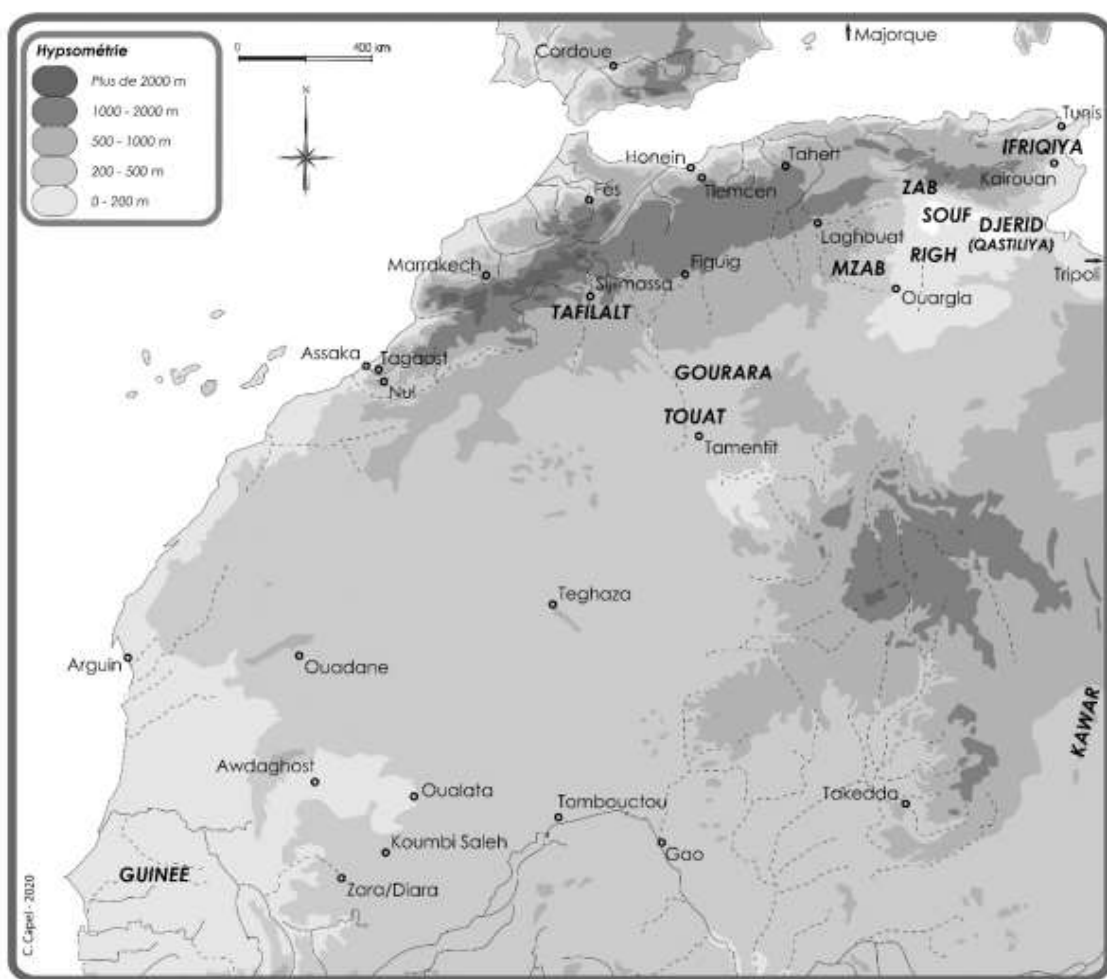 Hypsométrie
Plus de 2000 m
1000 - 2000 m
500 - 1000 m
200 - 500 m
0 - 200 m
0 400 km
N
Cordoue
Majorque
Tunis
IFRIQIYA
Kairouan
Honein
Tlemcen
Tahert
Fès
ZAB
SOUF
DJERID
(QASTILIYA)
Laghouat
RIGH
MZAB
Tripoli
Marrakech
Figuig
Sijilmassa
TAFILALT
Ouargla
Assaka
Tagaost
Nul
GOURARA
TOUAT
Tamentit
Teghaza
Arguin
Ouadane
KAWAR
Awdaghost
Oualata
Tombouctou
Takedda
Koumbi Saleh
Gao
GUINÉE
Zara/Diara
C. Capel - 2020